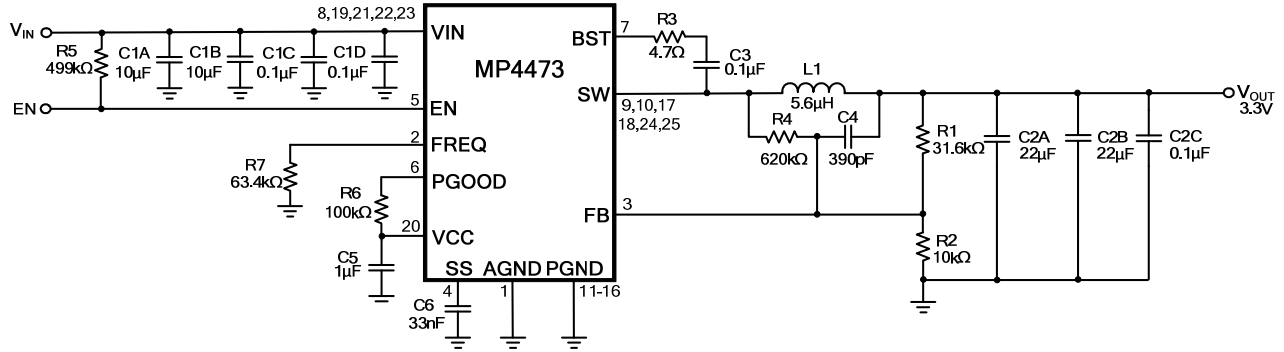 8,19,21,22,23
VIN
R5
499kΩ
C1A
10µF
C1B
10µF
C1C
0.1µF
C1D
0.1µF
VIN
MP4473
BST
7
R3
4.7Ω
C3
0.1µF
SW
9,10,17
18,24,25
L1
5.6µH
R4
620kΩ
C4
390pF
R1
31.6kΩ
C2A
22µF
C2B
22µF
C2C
0.1µF
VOUT
3.3V
EN
5
EN
2
FREQ
R7
63.4kΩ
6
PGOOD
R6
100kΩ
20
VCC
C5
1µF
FB
3
R2
10kΩ
SS
AGND
PGND
4
1
11-16
C6
33nF